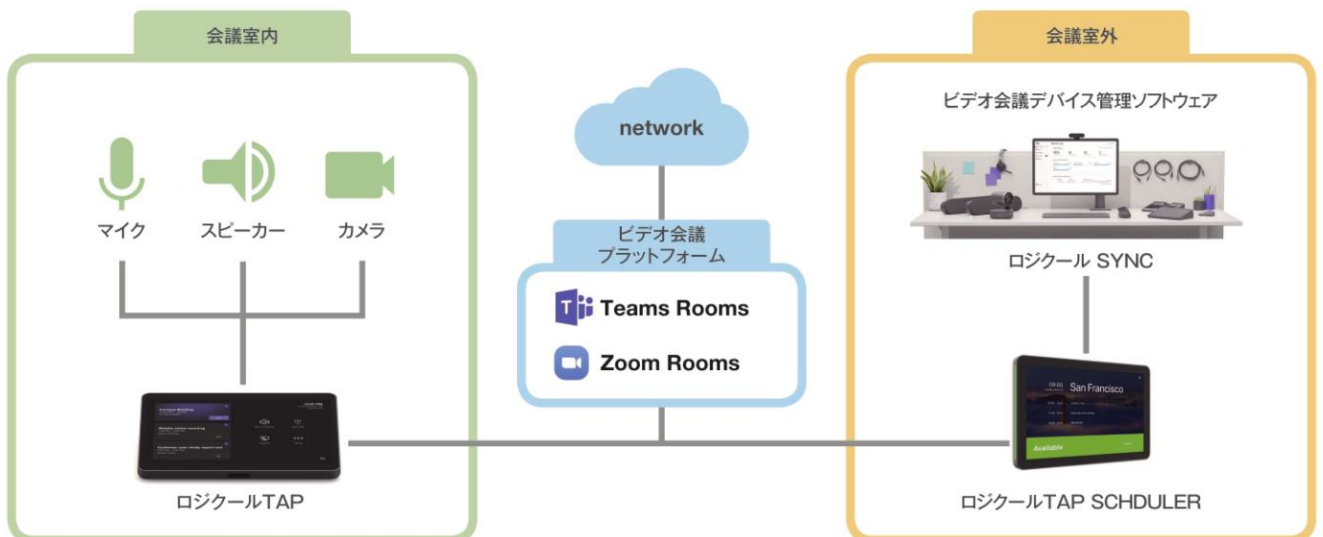 会議室内
マイク
スピーカー
カメラ
ロジクールTAP
network
ビデオ会議
プラットフォーム
Teams Rooms
Zoom Rooms
会議室外
ビデオ会議デバイス管理ソフトウェア
ロジクール SYNC
San Francisco
Available
ロジクールTAP SCHDULER